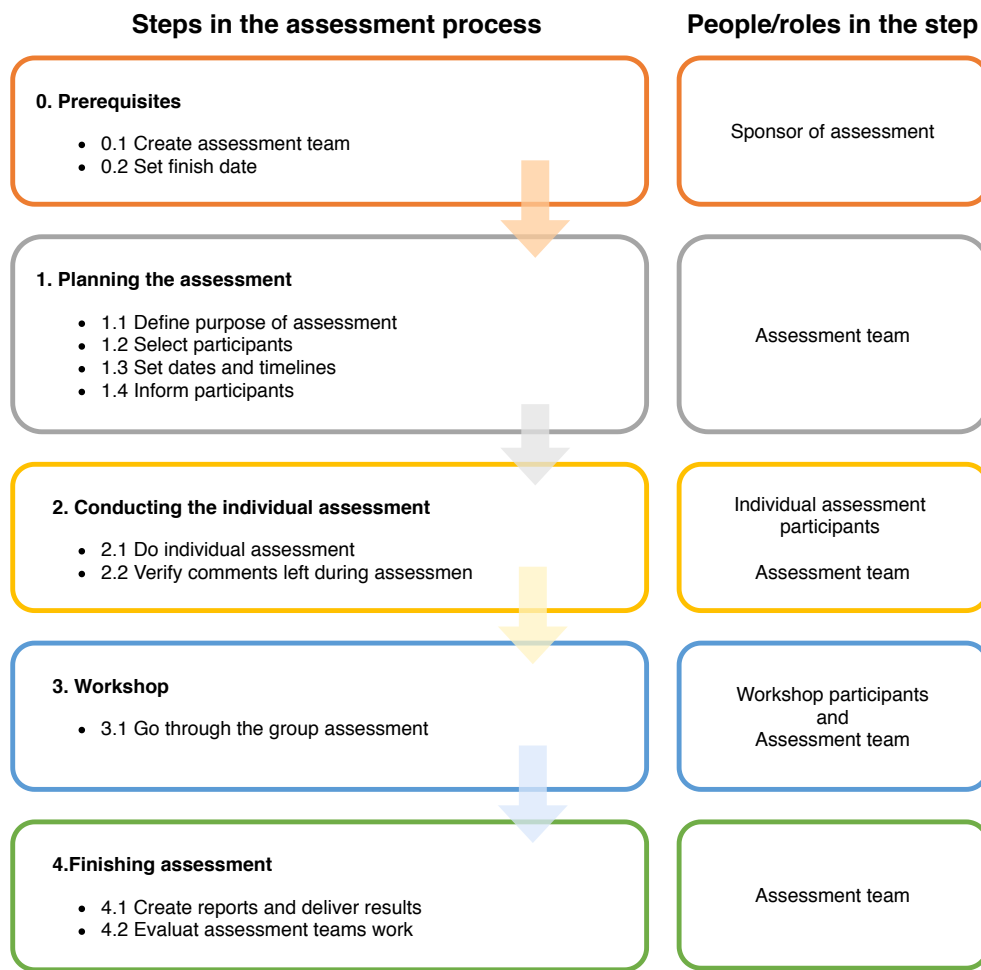 Steps in the assessment process
People/roles in the step
0. Prerequisites
• 0.1 Create assessment team
• 0.2 Set finish date
Sponsor of assessment
1. Planning the assessment
• 1.1 Define purpose of assessment
• 1.2 Select participants
• 1.3 Set dates and timelines
• 1.4 Inform participants
Assessment team
2. Conducting the individual assessment
• 2.1 Do individual assessment
• 2.2 Verify comments left during assessmen
Individual assessment
participants
Assessment team
3. Workshop
• 3.1 Go through the group assessment
Workshop participants
and
Assessment team
4.Finishing assessment
• 4.1 Create reports and deliver results
• 4.2 Evaluat assessment teams work
Assessment team